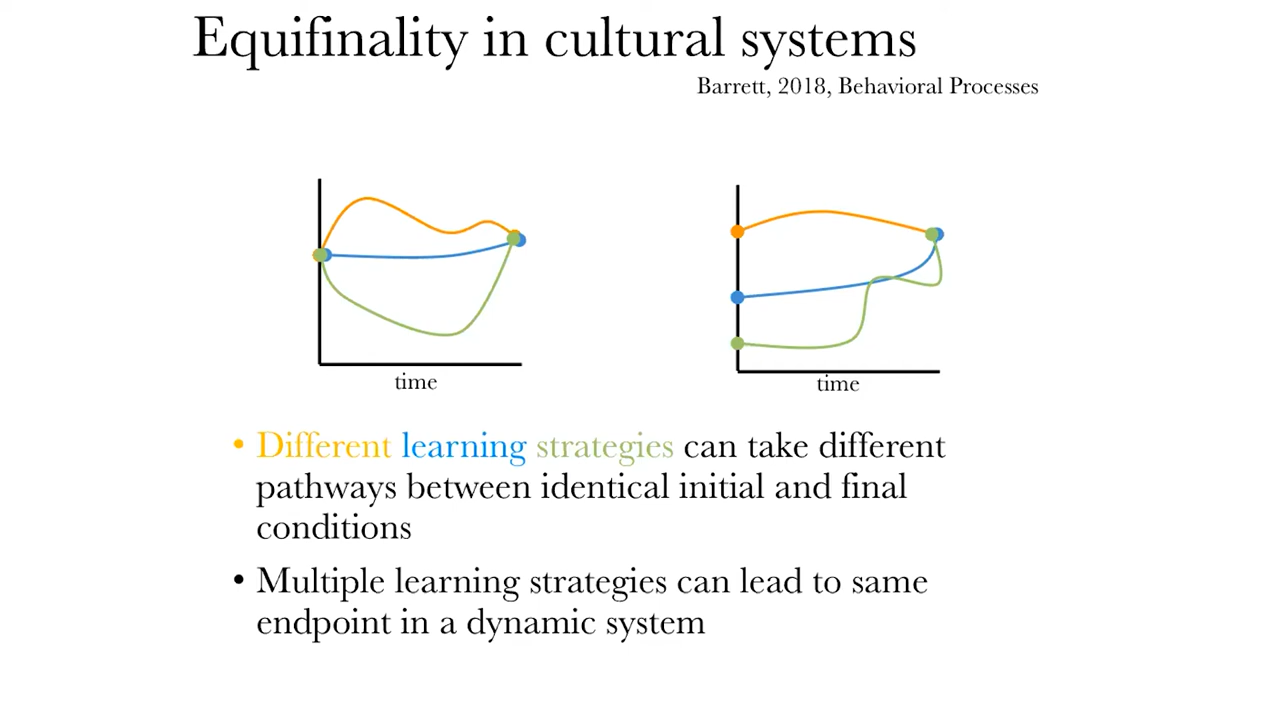 Equifinality in cultural systems
Barrett, 2018, Behavioral Processes
time
time
• Different learning strategies can take different
pathways between identical initial and final
conditions
• Multiple learning strategies can lead to same
endpoint in a dynamic system